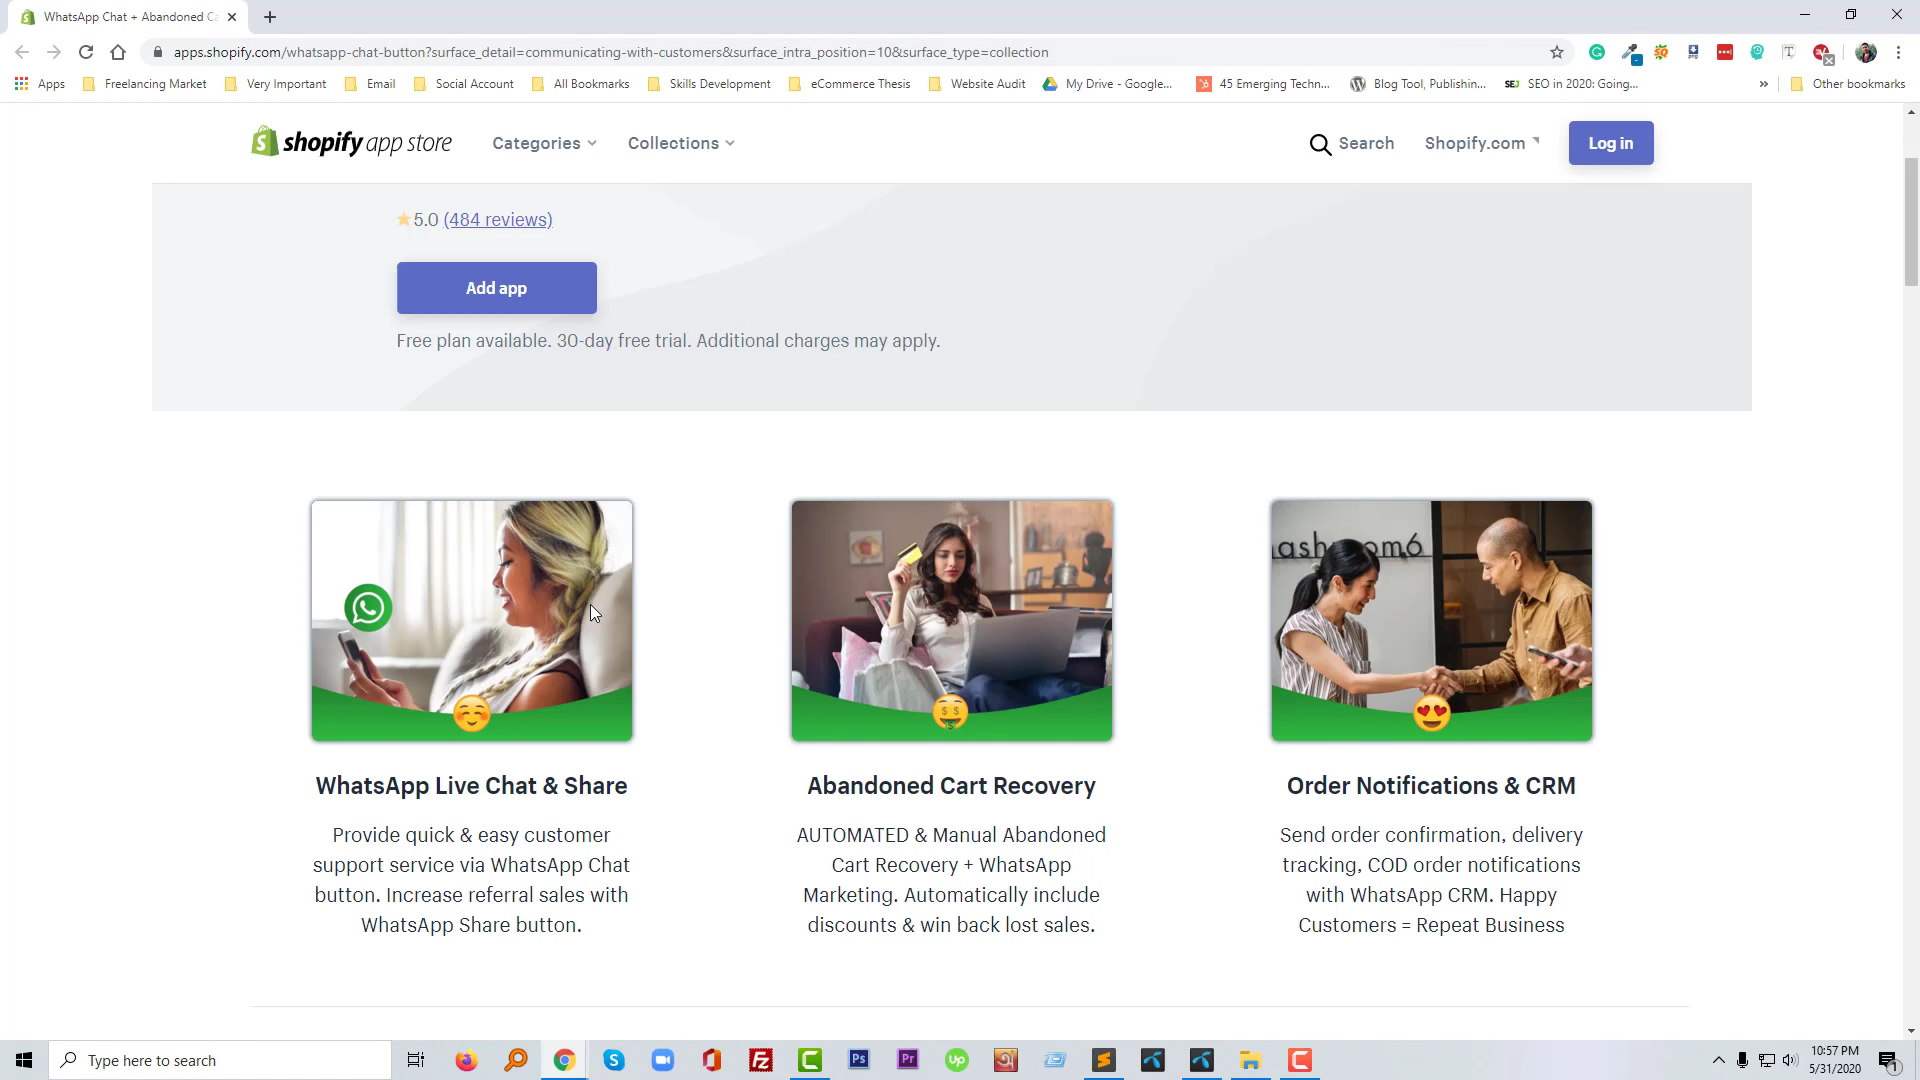 WhatsApp Chat + Abandoned Ca
apps.shopify.com/whatsapp-chat-button?surface_detail=communicating-with-customers&surface_intra_position=10&surface_type=collection
Apps Freelancing Market Very Important Email Social Account All Bookmarks Skills Development eCommerce Thesis Website Audit My Drive - Google... 45 Emerging Techn... Blog Tool, Publishin... SEJ SEO in 2020: Going... » Other bookmarks
shopify app store Categories Collections Search Shopify.com Log in
5.0 (484 reviews)
Add app
Free plan available. 30-day free trial. Additional charges may apply.
WhatsApp Live Chat & Share
Provide quick & easy customer
support service via WhatsApp Chat
button. Increase referral sales with
WhatsApp Share button.
Abandoned Cart Recovery
AUTOMATED & Manual Abandoned
Cart Recovery + WhatsApp
Marketing. Automatically include
discounts & win back lost sales.
Order Notifications & CRM
Send order confirmation, delivery
tracking, COD order notifications
with WhatsApp CRM. Happy
Customers = Repeat Business
Type here to search
Ps Pr Up
10:57 PM
5/31/2020